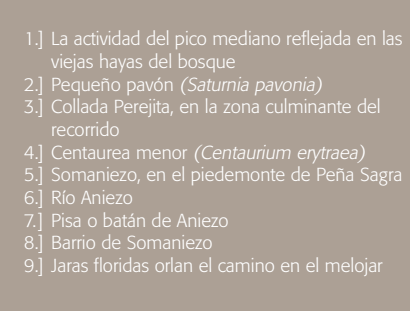 1.] La actividad del pico mediano reflejada en las
viejas hayas del bosque
2.] Pequeño pavón (Saturnia pavonia)
3.] Collada Perejita, en la zona culminante del
recorrido
4.] Centaurea menor (Centaurium erytraea)
5.] Somaniezo, en el piedemonte de Peña Sagra
6.] Río Aniezo
7.] Pisa o batán de Aniezo
8.] Barrio de Somaniezo
9.] Jaras floridas orlan el camino en el melojar